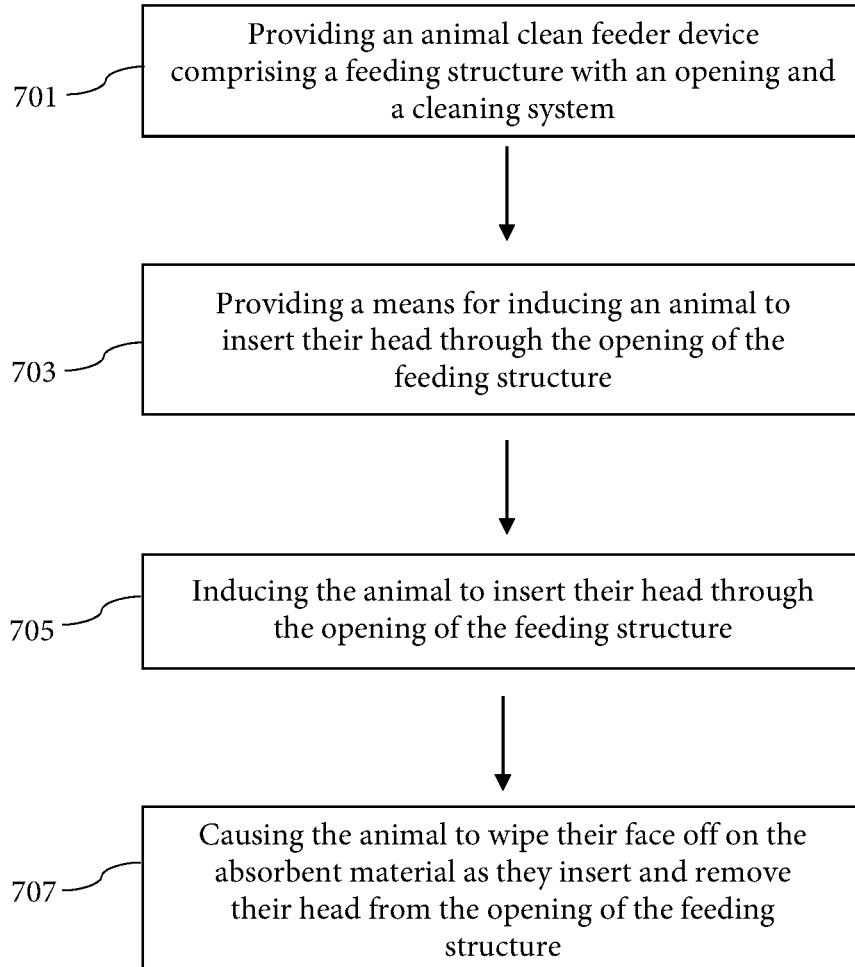 Providing an animal clean feeder device
comprising a feeding structure with an opening and
a cleaning system
701
Providing a means for inducing an animal to
insert their head through the opening of the
feeding structure
703
Inducing the animal to insert their head through
the opening of the feeding structure
705
Causing the animal to wipe their face off on the
absorbent material as they insert and remove
their head from the opening of the feeding
structure
707